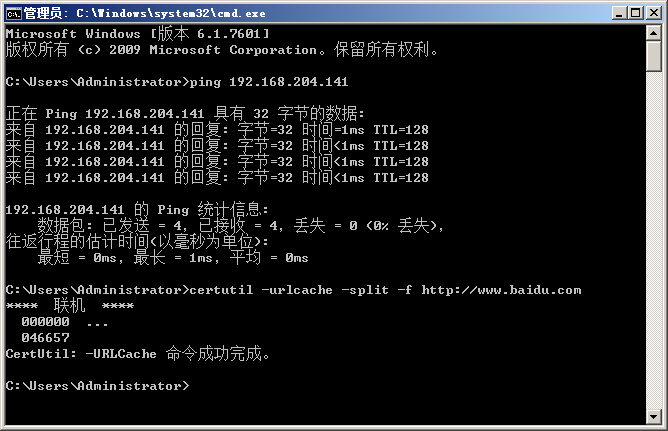 管理员: C:\Windows\system32\cmd.exe
Microsoft Windows [版本 6.1.7601]
版权所有 (c) 2009 Microsoft Corporation。保留所有权利。
C:\Users\Administrator>ping 192.168.204.141
正在 Ping 192.168.204.141 具有 32 字节的数据:
来自 192.168.204.141 的回复: 字节=32 时间=1ms TTL=128
来自 192.168.204.141 的回复: 字节=32 时间<1ms TTL=128
来自 192.168.204.141 的回复: 字节=32 时间<1ms TTL=128
来自 192.168.204.141 的回复: 字节=32 时间<1ms TTL=128
192.168.204.141 的 Ping 统计信息:
    数据包: 已发送 = 4, 已接收 = 4, 丢失 = 0 (0% 丢失),
往返行程的估计时间(以毫秒为单位):
    最短 = 0ms, 最长 = 1ms, 平均 = 0ms
C:\Users\Administrator>certutil -urlcache -split -f http://www.baidu.com
****  联机  ****
  000000  ...
  046657
CertUtil: -URLCache 命令成功完成。
C:\Users\Administrator>